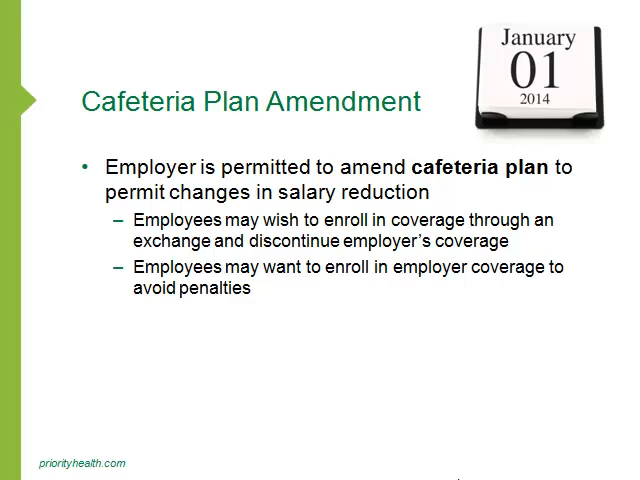 January
01
2014
Cafeteria Plan Amendment
• Employer is permitted to amend cafeteria plan to
permit changes in salary reduction
– Employees may wish to enroll in coverage through an
exchange and discontinue employer’s coverage
– Employees may want to enroll in employer coverage to
avoid penalties
priorityhealth.com